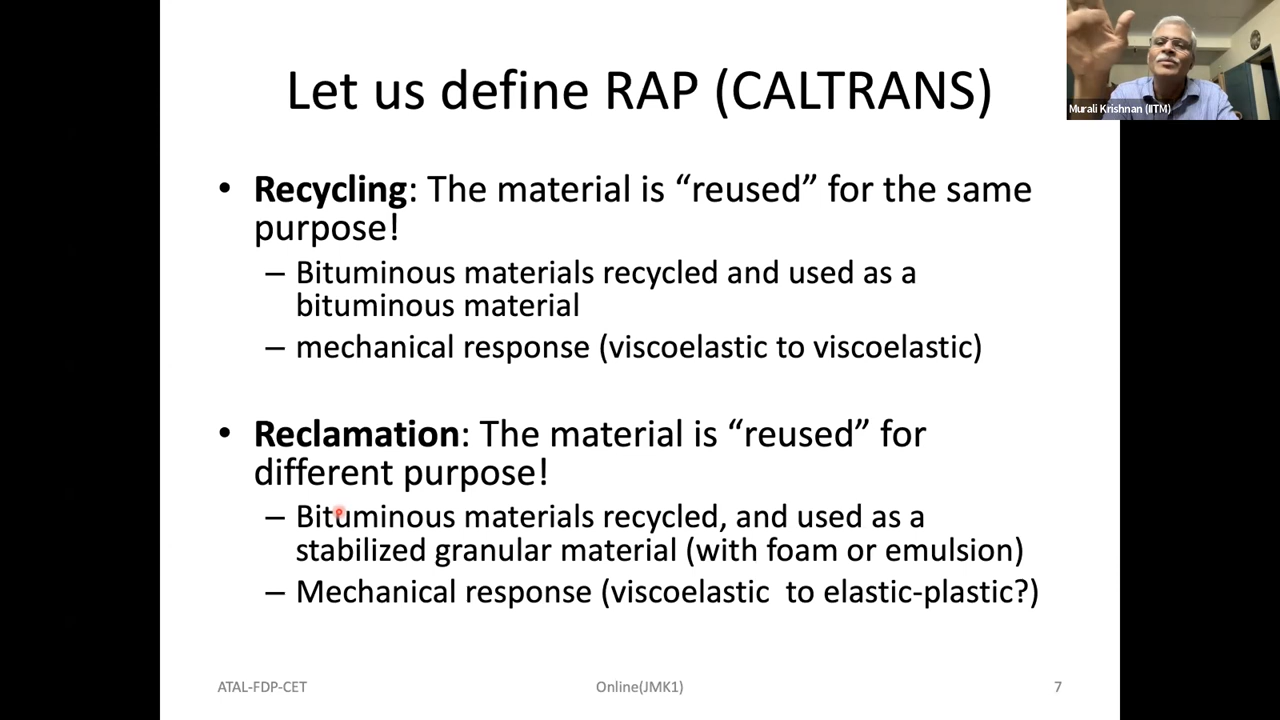 Let us define RAP (CALTRANS)
Murali Krishnan (IITM)
• Recycling: The material is “reused” for the same
purpose!
– Bituminous materials recycled and used as a
bituminous material
– mechanical response (viscoelastic to viscoelastic)
• Reclamation: The material is “reused” for
different purpose!
– Bituminous materials recycled, and used as a
stabilized granular material (with foam or emulsion)
– Mechanical response (viscoelastic  to elastic-plastic?)
ATAL-FDP-CET
Online(JMK1)
7